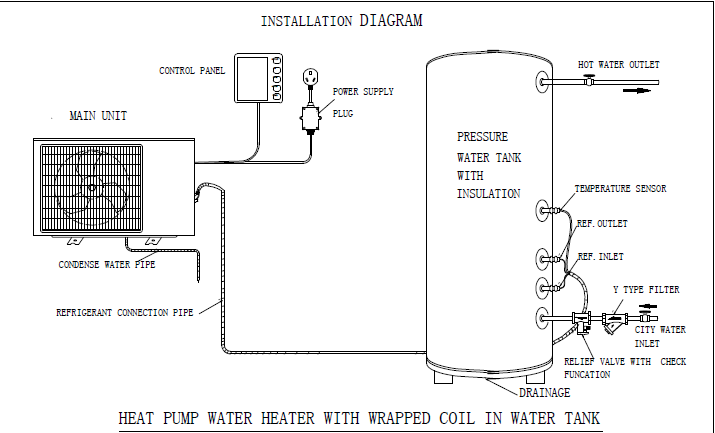 INSTALLATION DIAGRAM
CONTROL PANEL
HOT WATER OUTLET
POWER SUPPLY
PLUG
MAIN UNIT
PRESSURE
WATER TANK
WITH
INSULATION
TEMPERATURE SENSOR
REF. OUTLET
REF. INLET
CONDENSE WATER PIPE
Y TYPE FILTER
REFRIGERANT CONNECTION PIPE
CITY WATER
INLET
RELIEF VALVE WITH CHECK
FUNCATION
DRAINAGE
HEAT PUMP WATER HEATER WITH WRAPPED COIL IN WATER TANK